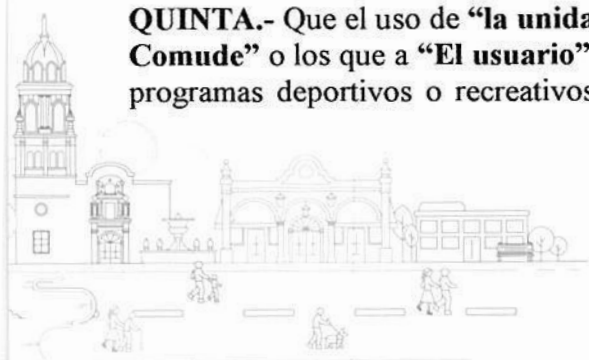 QUINTA.- Que el uso de “la unida
Comude” o los que a “El usuario”
programas deportivos o recreativos